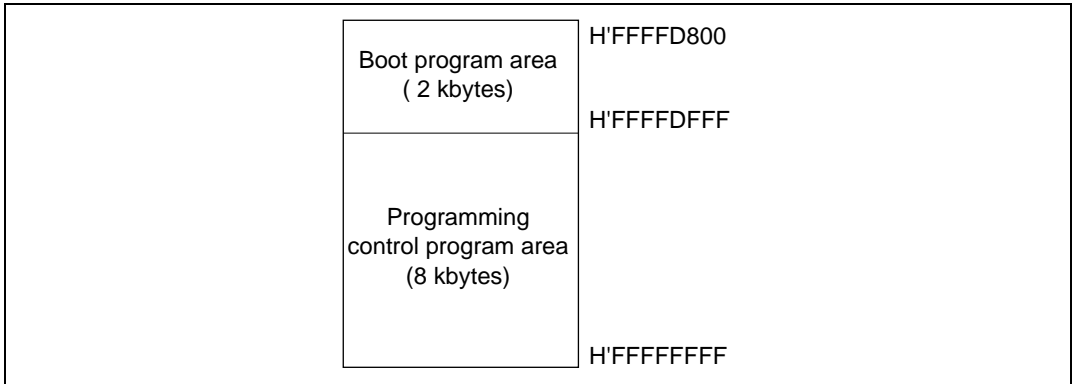 H'FFFFD800
Boot program area
( 2 kbytes)
H'FFFFDFFF
Programming
control program area
(8 kbytes)
H'FFFFFFFF